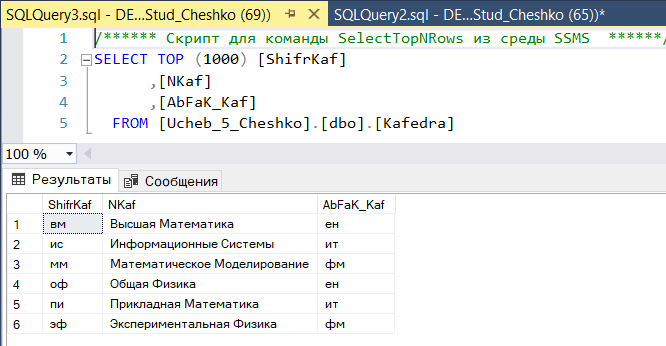 SQLQuery3.sql - DE...Stud_Cheshko (69)) SQLQuery2.sql - DE...Stud_Cheshko (65))*
1 /****** Скрипт для команды SelectTopNRows из среды SSMS ******/
2 SELECT TOP (1000) [ShifrKaf]
3 ,[NKaf]
4 ,[AbFaK_Kaf]
5 FROM [Ucheb_5_Cheshko].[dbo].[Kafedra]
100 %
Результаты Сообщения
ShifrKaf NKaf AbFaK_Kaf
1 вм Высшая Математика ен
2 ис Информационные Системы ит
3 мм Математическое Моделирование фм
4 оф Общая Физика ен
5 пи Прикладная Математика ит
6 эф Экспериментальная Физика фм